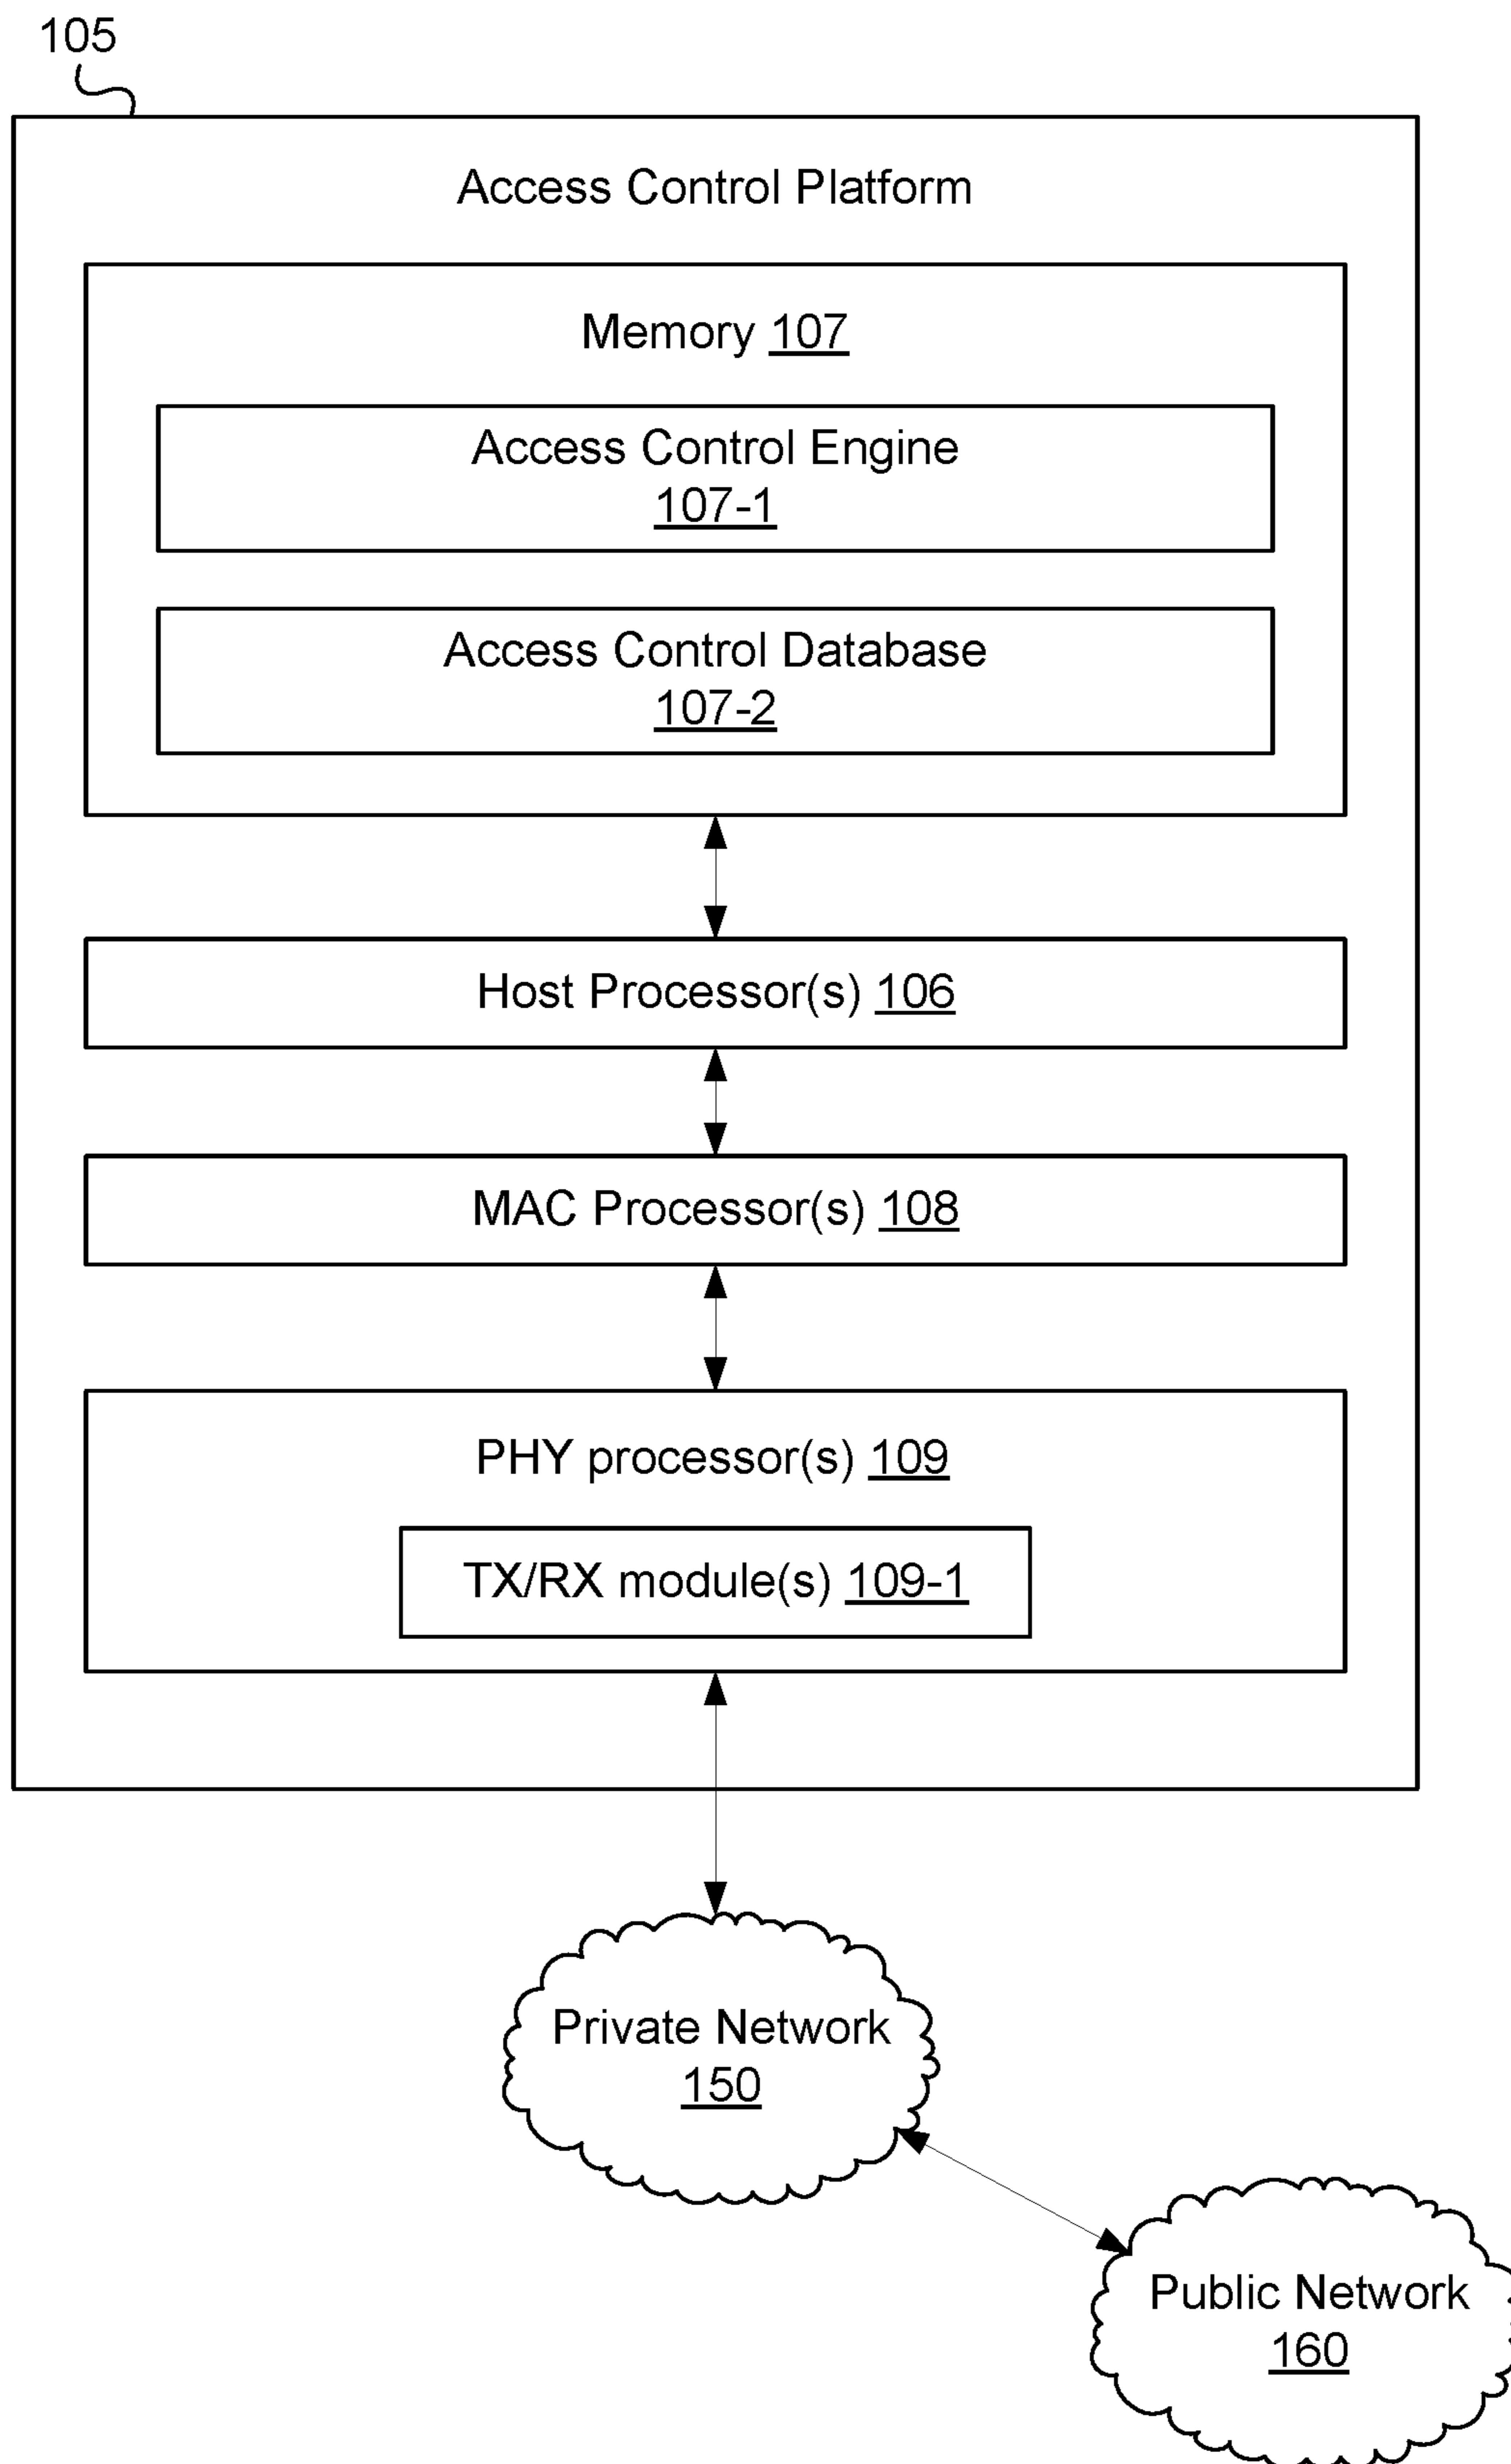 105
Access Control Platform
Memory 107
Access Control Engine
107-1
Access Control Database
107-2
Host Processor(s) 106
MAC Processor(s) 108
PHY processor(s) 109
TX/RX module(s) 109-1
Private Network
150
Public Network
160